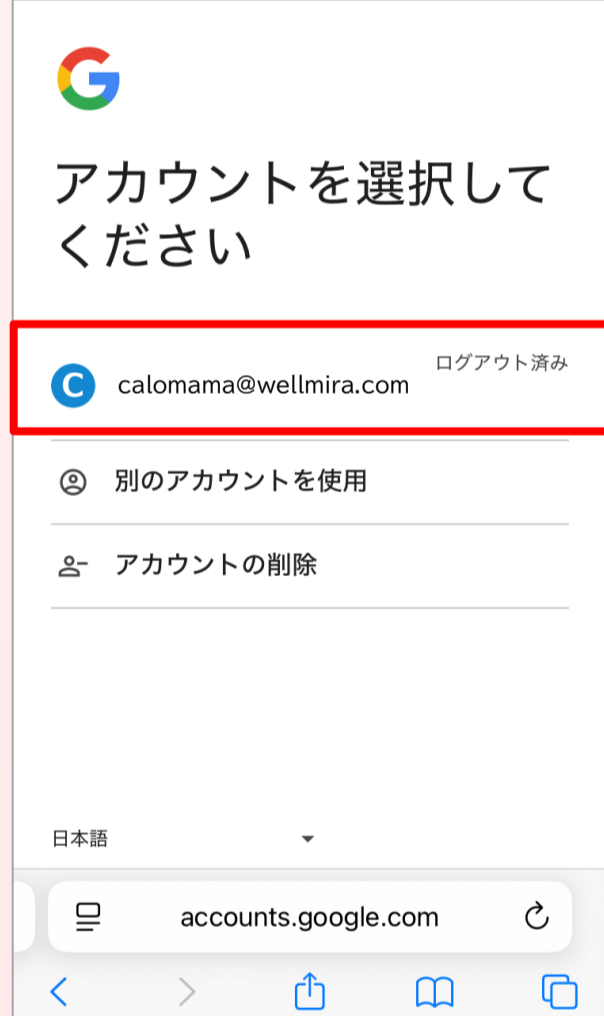 アカウントを選択して
ください
ログアウト済み
C calomama@wellmira.com
別のアカウントを使用
アカウントの削除
日本語
accounts.google.com